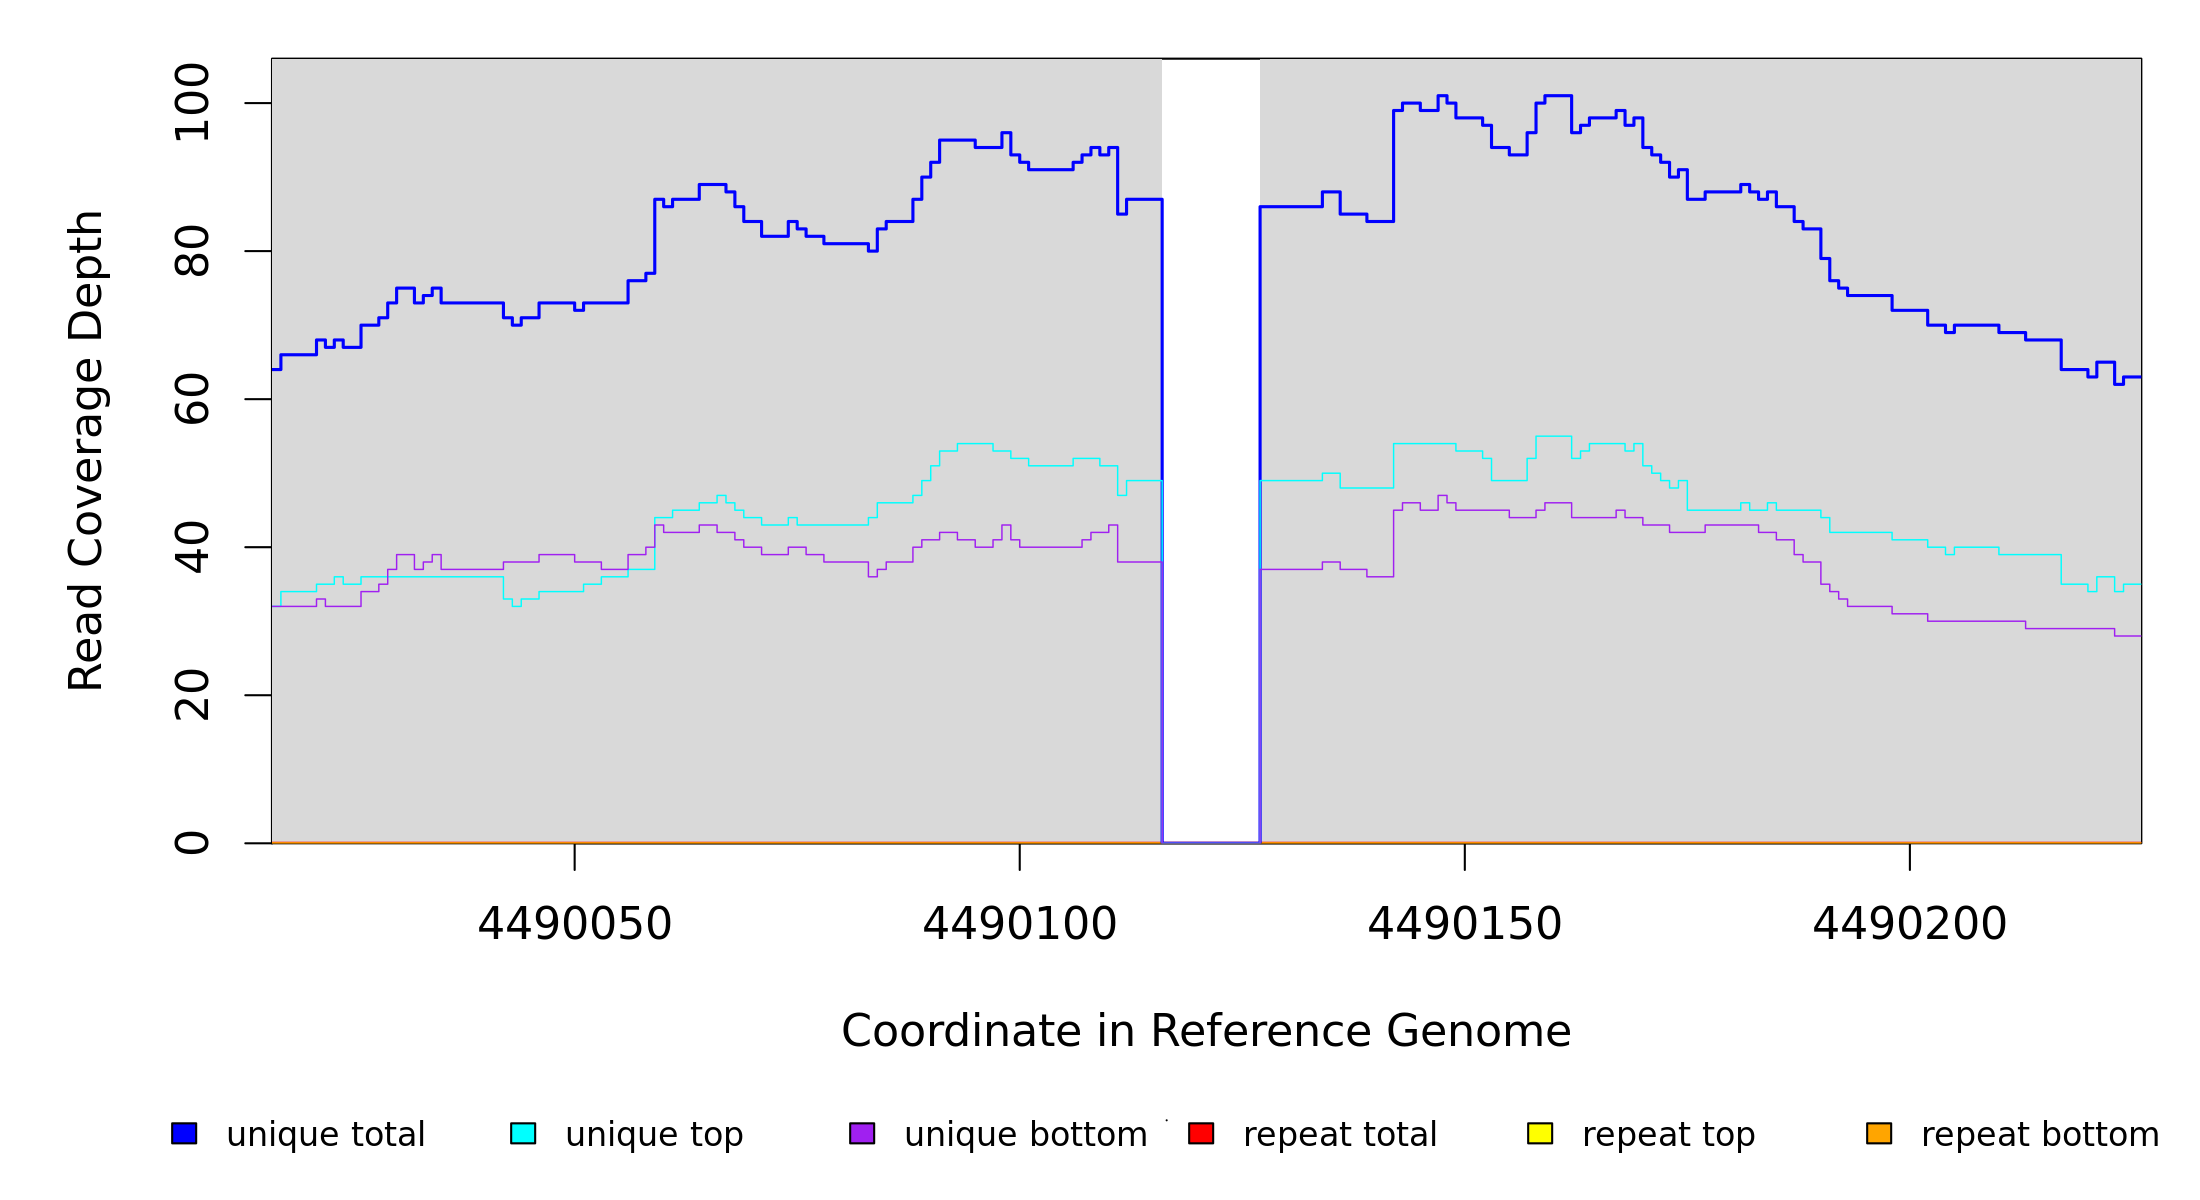 Read Coverage Depth
100
80
60
40
20
0
4490050 4490100 4490150 4490200
Coordinate in Reference Genome
unique total unique top unique bottom repeat total repeat top repeat bottom